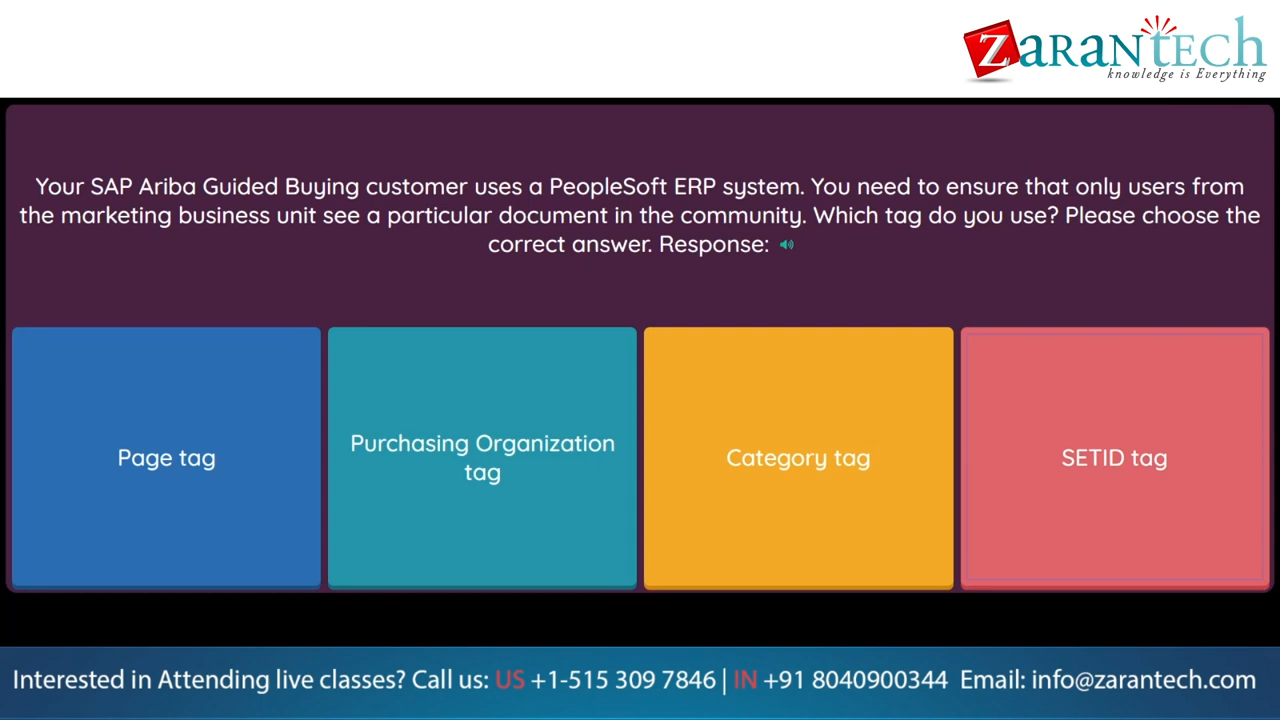 ZARANTECH
knowledge is Everything
Your SAP Ariba Guided Buying customer uses a PeopleSoft ERP system. You need to ensure that only users from
the marketing business unit see a particular document in the community. Which tag do you use? Please choose the
correct answer. Response:
Page tag
Purchasing Organization
tag
Category tag
SETID tag
Interested in Attending live classes? Call us: US +1-515 309 7846 | IN +91 8040900344 Email: info@zarantech.com